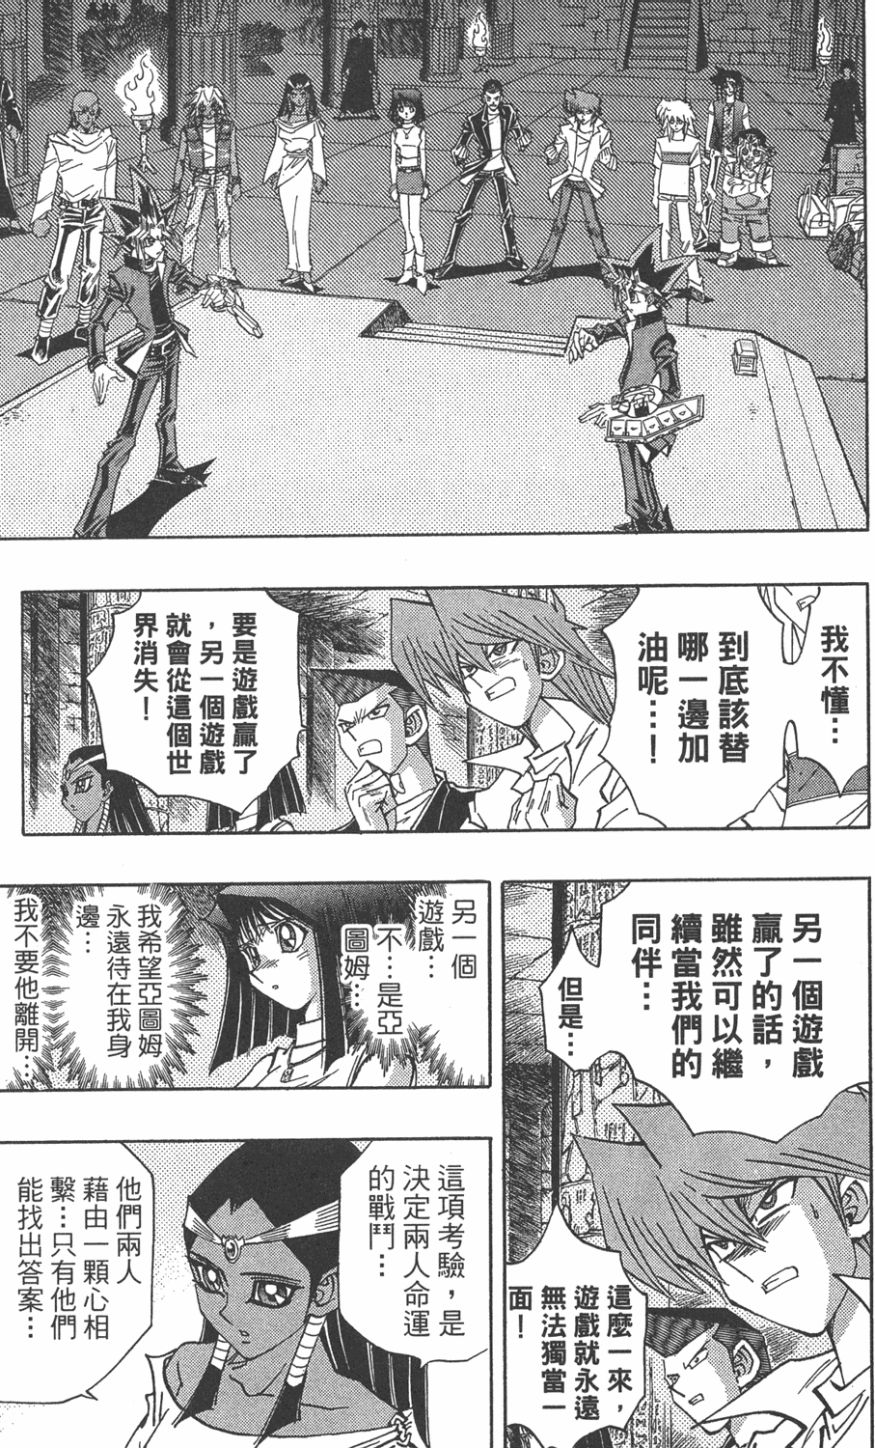 我不懂…
到底該替
哪一邊加
油呢…！
要是遊戲贏了
，另一個遊戲
就會從這個世
界消失！
另一個遊戲
贏了的話，
雖然可以繼
續當我們的
同伴…
但是…
這麼一來，
遊戲就永遠
無法獨當一
面！
另一個
遊戲…
不…是亞
圖姆…
我希望亞圖姆
永遠待在我身
邊…
我不要他離開…
這項考驗，是
決定兩人命運
的戰鬥…
他們兩人
藉由一顆心相
繫…只有他們
能找出答案…